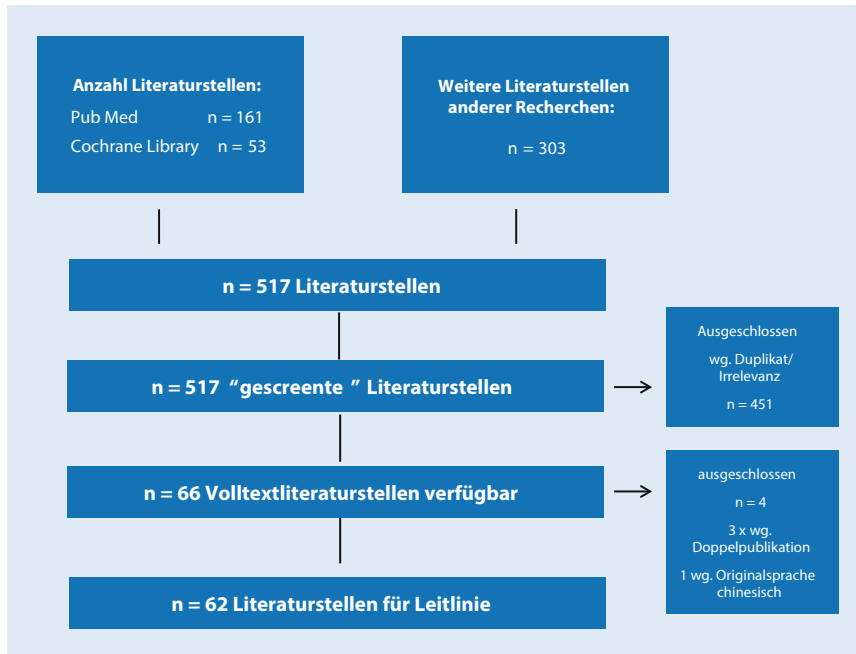 Anzahl Literaturstellen:
Pub Med n = 161
Cochrane Library n = 53
Weitere Literaturstellen
anderer Recherchen:
n = 303
n = 517 Literaturstellen
n = 517 “gescreente ” Literaturstellen
Ausgeschlossen
wg. Duplikat/
Irrelevanz
n = 451
n = 66 Volltextliteraturstellen verfügbar
ausgeschlossen
n = 4
3 x wg.
Doppelpublikation
1 wg. Originalsprache
chinesisch
n = 62 Literaturstellen für Leitlinie